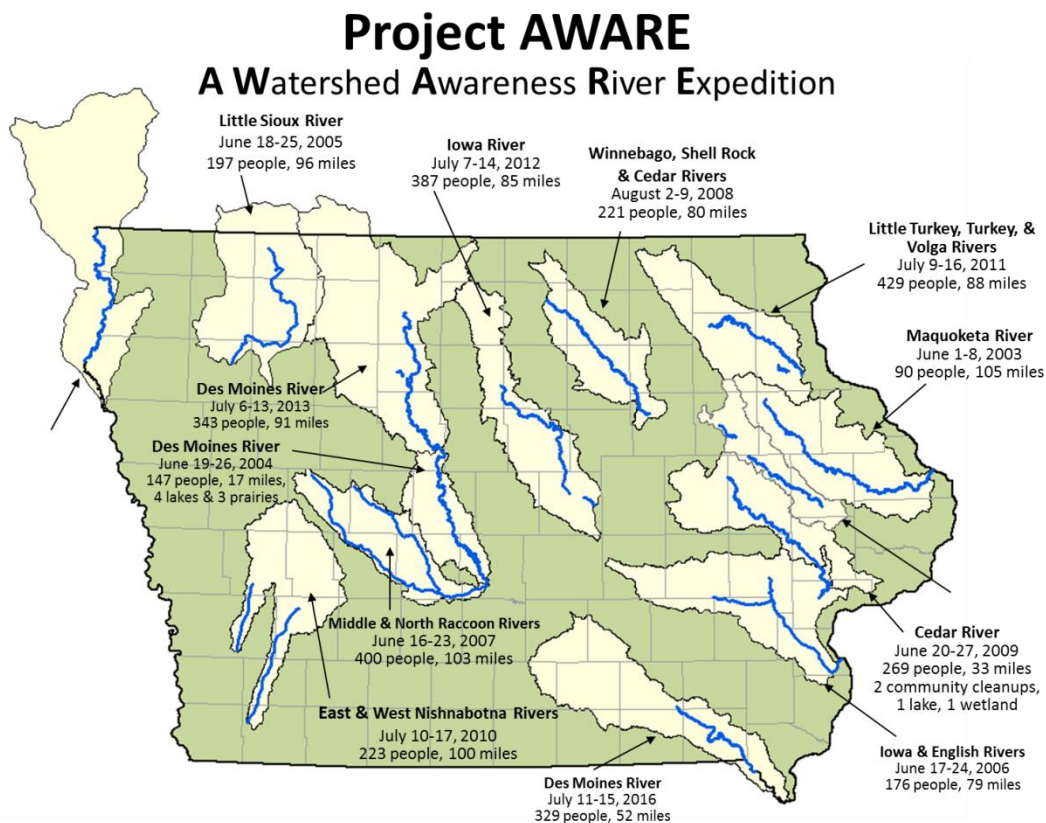 Project AWARE
A Watershed Awareness River Expedition
Little Sioux River
June 18-25, 2005
197 people, 96 miles
Iowa River
July 7-14, 2012
387 people, 85 miles
Winnebago, Shell Rock
& Cedar Rivers
August 2-9, 2008
221 people, 80 miles
Little Turkey, Turkey, &
Volga Rivers
July 9-16, 2011
429 people, 88 miles
Maquoketa River
June 1-8, 2003
90 people, 105 miles
Des Moines River
July 6-13, 2013
343 people, 91 miles
Des Moines River
June 19-26, 2004
147 people, 17 miles,
4 lakes & 3 prairies
Middle & North Raccoon Rivers
June 16-23, 2007
400 people, 103 miles
Cedar River
June 20-27, 2009
269 people, 33 miles
2 community cleanups,
1 lake, 1 wetland
East & West Nishnabotna Rivers
July 10-17, 2010
223 people, 100 miles
Iowa & English Rivers
June 17-24, 2006
176 people, 79 miles
Des Moines River
July 11-15, 2016
329 people, 52 miles